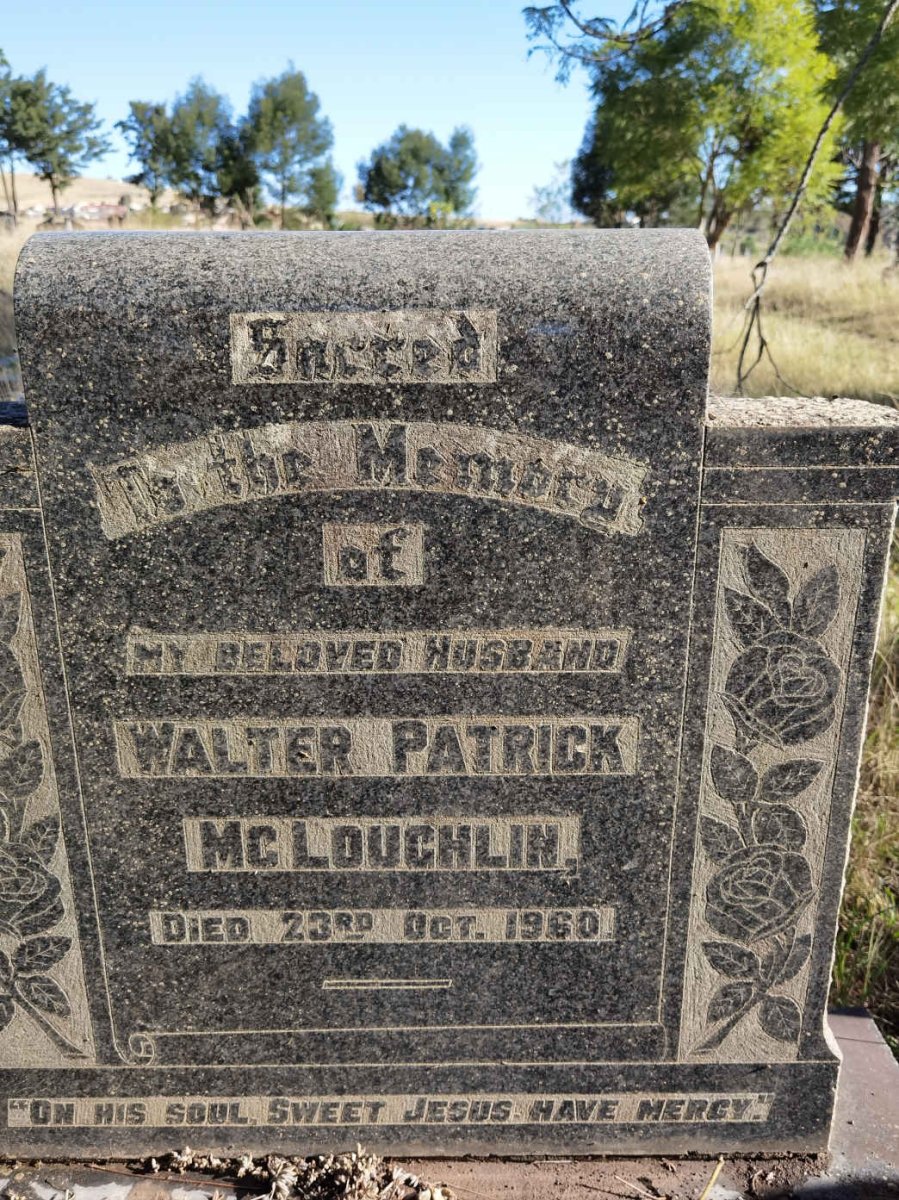 Sacred
To the Memory
of
MY BELOVED HUSBAND
WALTER PATRICK
MC LOUGHLIN,
DIED 23RD OCT. 1960.
"ON HIS SOUL, SWEET JESUS, HAVE MERCY."